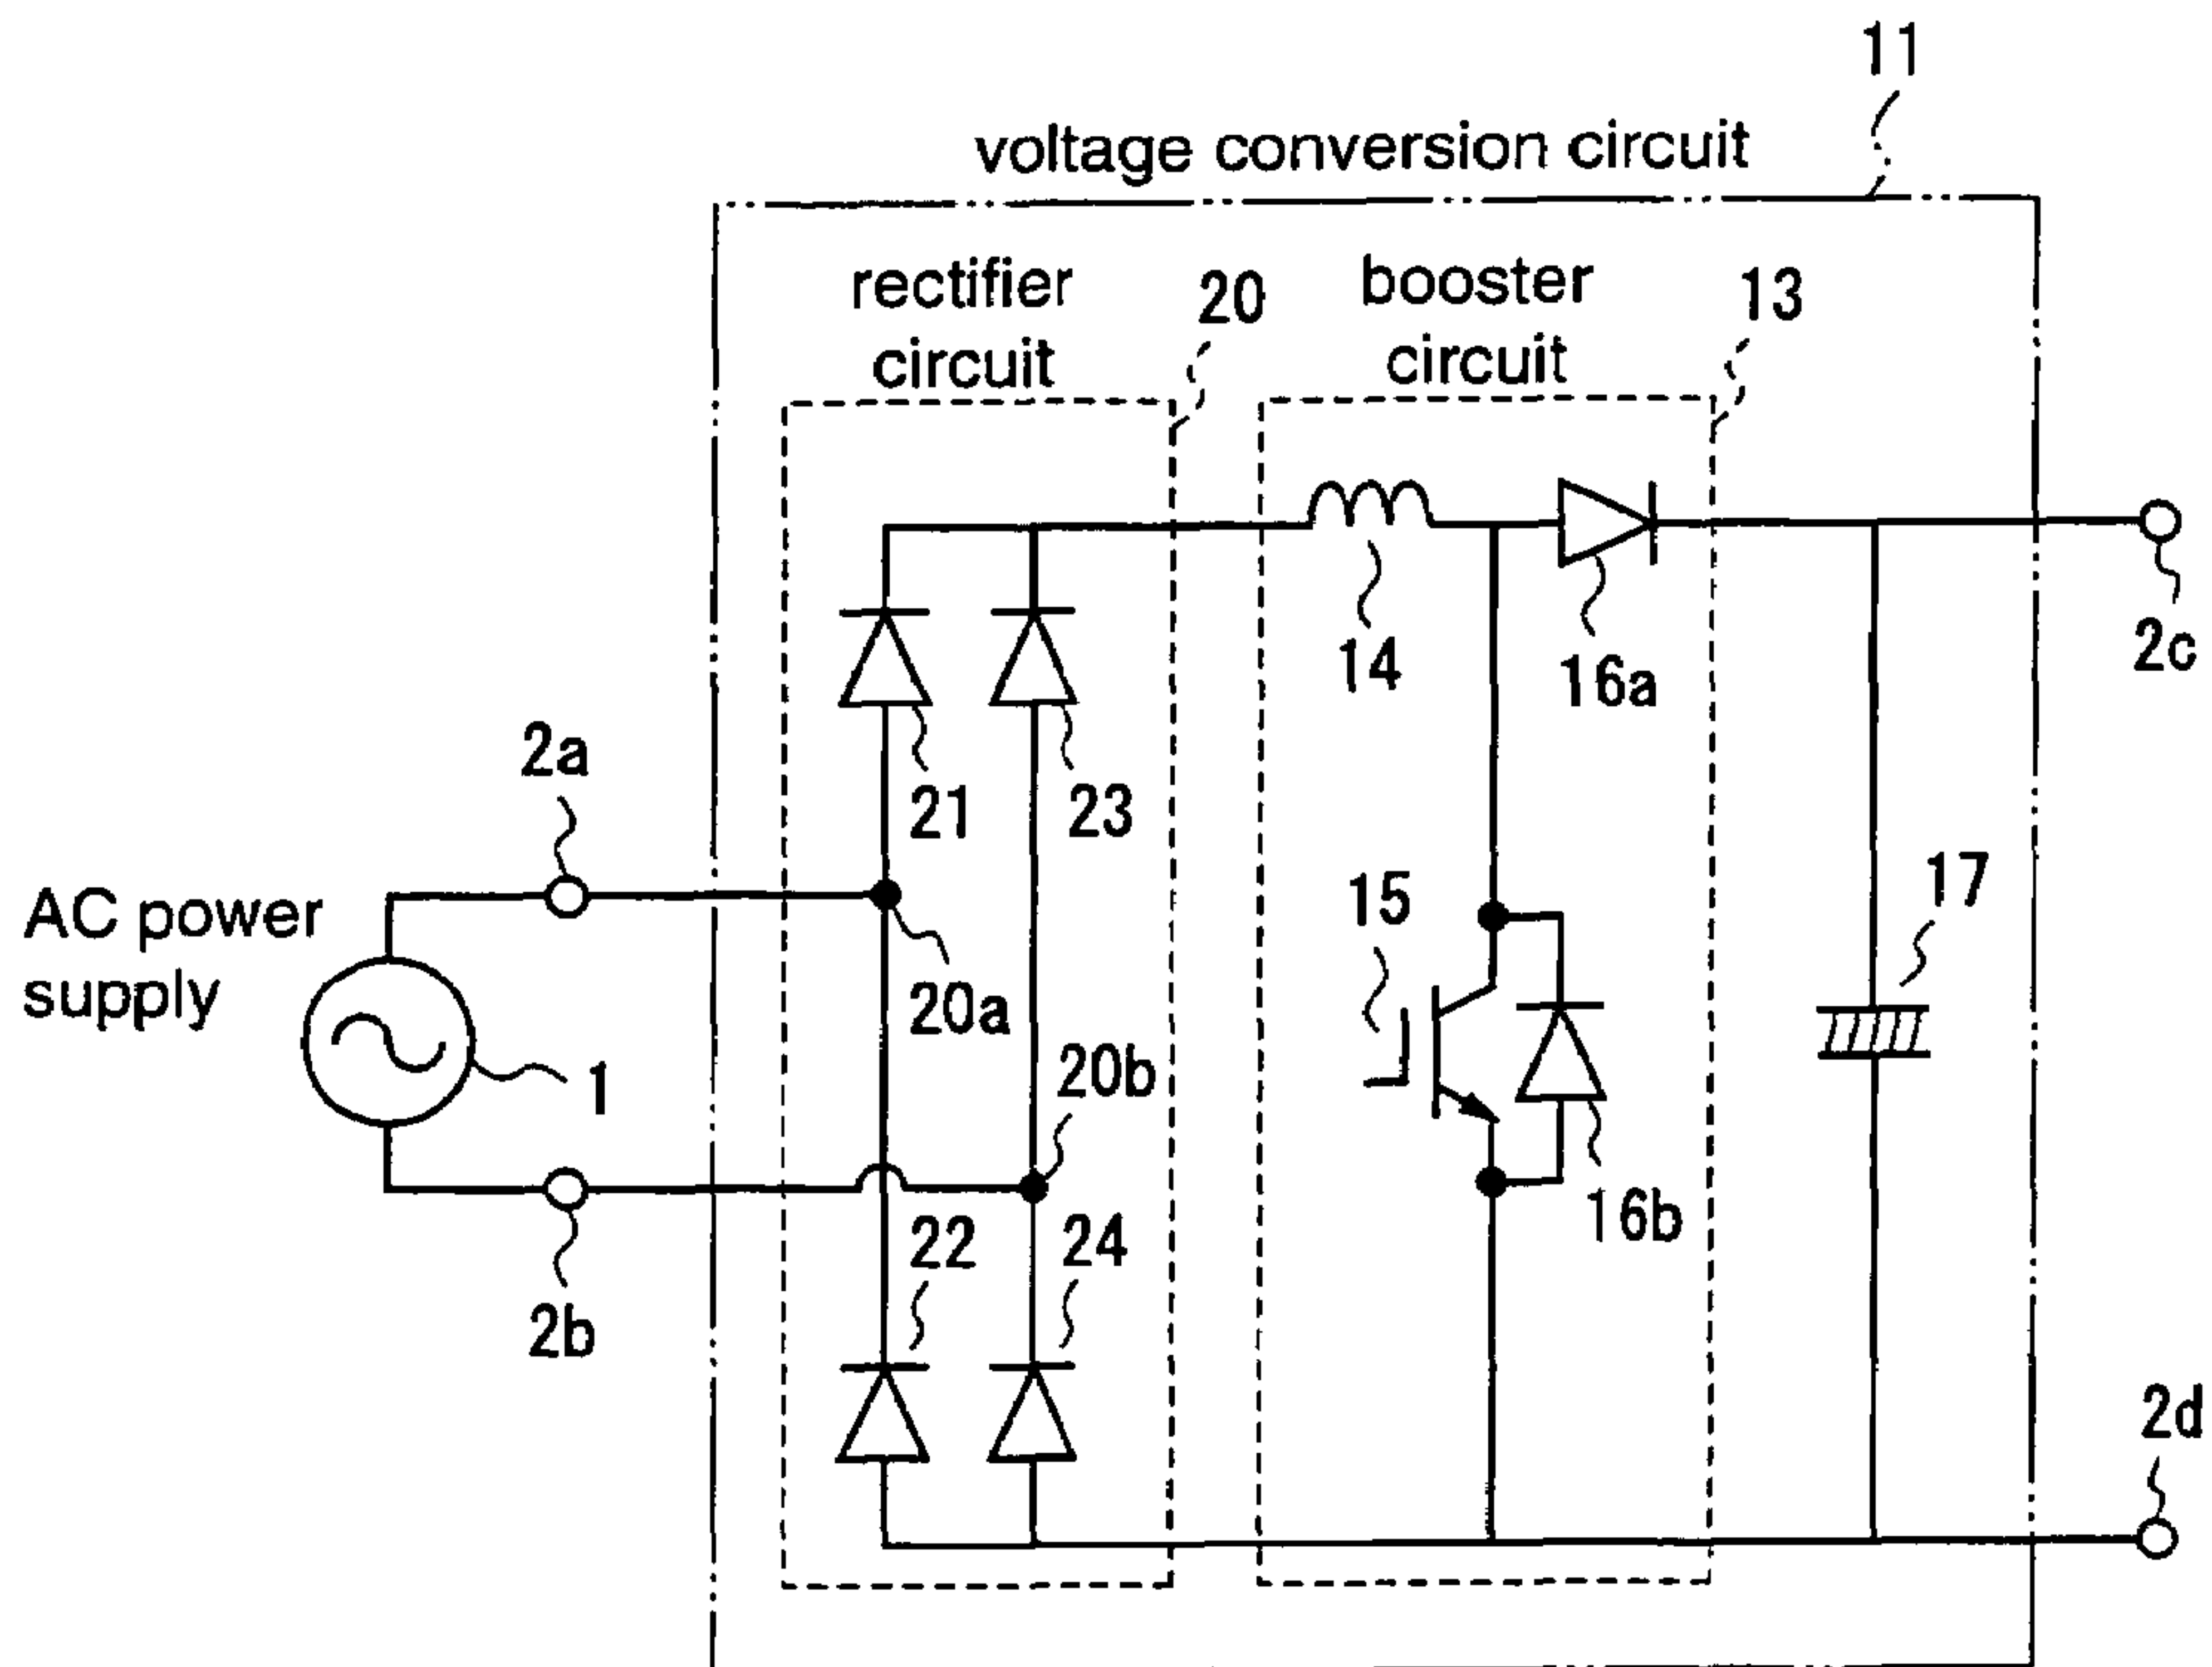 11
voltage conversion circuit
rectifier
circuit
20
booster
circuit
13
2c
14
16a
2a
21
23
AC power
supply
15
17
20a
20b
1
16b
22
24
2b
2d